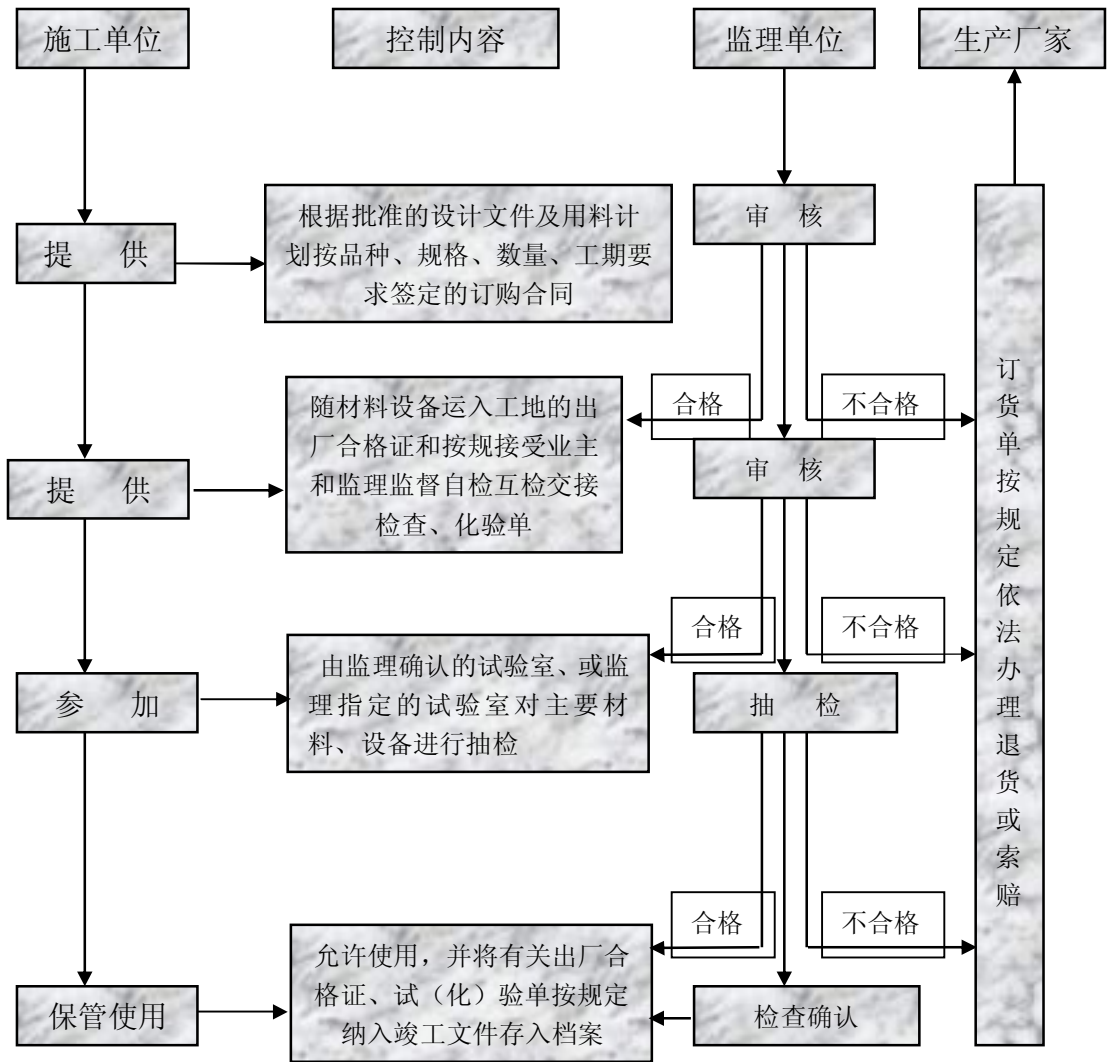 施工单位
控制内容
监理单位
生产厂家
提 供
根据批准的设计文件及用料计
划按品种、规格、数量、工期要
求签定的订购合同
审 核
合格
不合格
提 供
随材料设备运入工地的出
厂合格证和按规接受业主
和监理监督自检互检交接
检查、化验单
审 核
合格
不合格
参 加
由监理确认的试验室、或监
理指定的试验室对主要材
料、设备进行抽检
抽 检
合格
不合格
保管使用
允许使用，并将有关出厂合
格证、试（化）验单按规定
纳入竣工文件存入档案
检查确认
订货单按规定依法办理退货或索赔